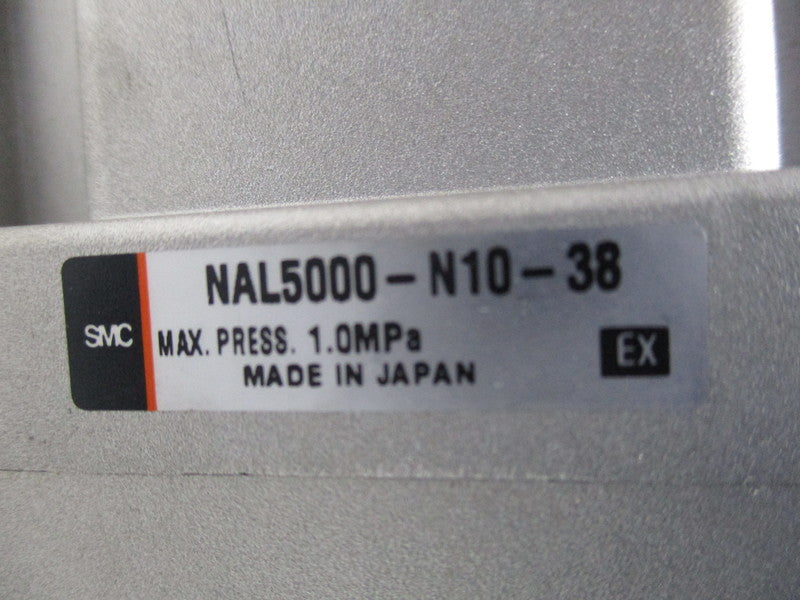 NAL5000-N10-38
SMC
MAX. PRESS. 1.0MPa
EX
MADE IN JAPAN